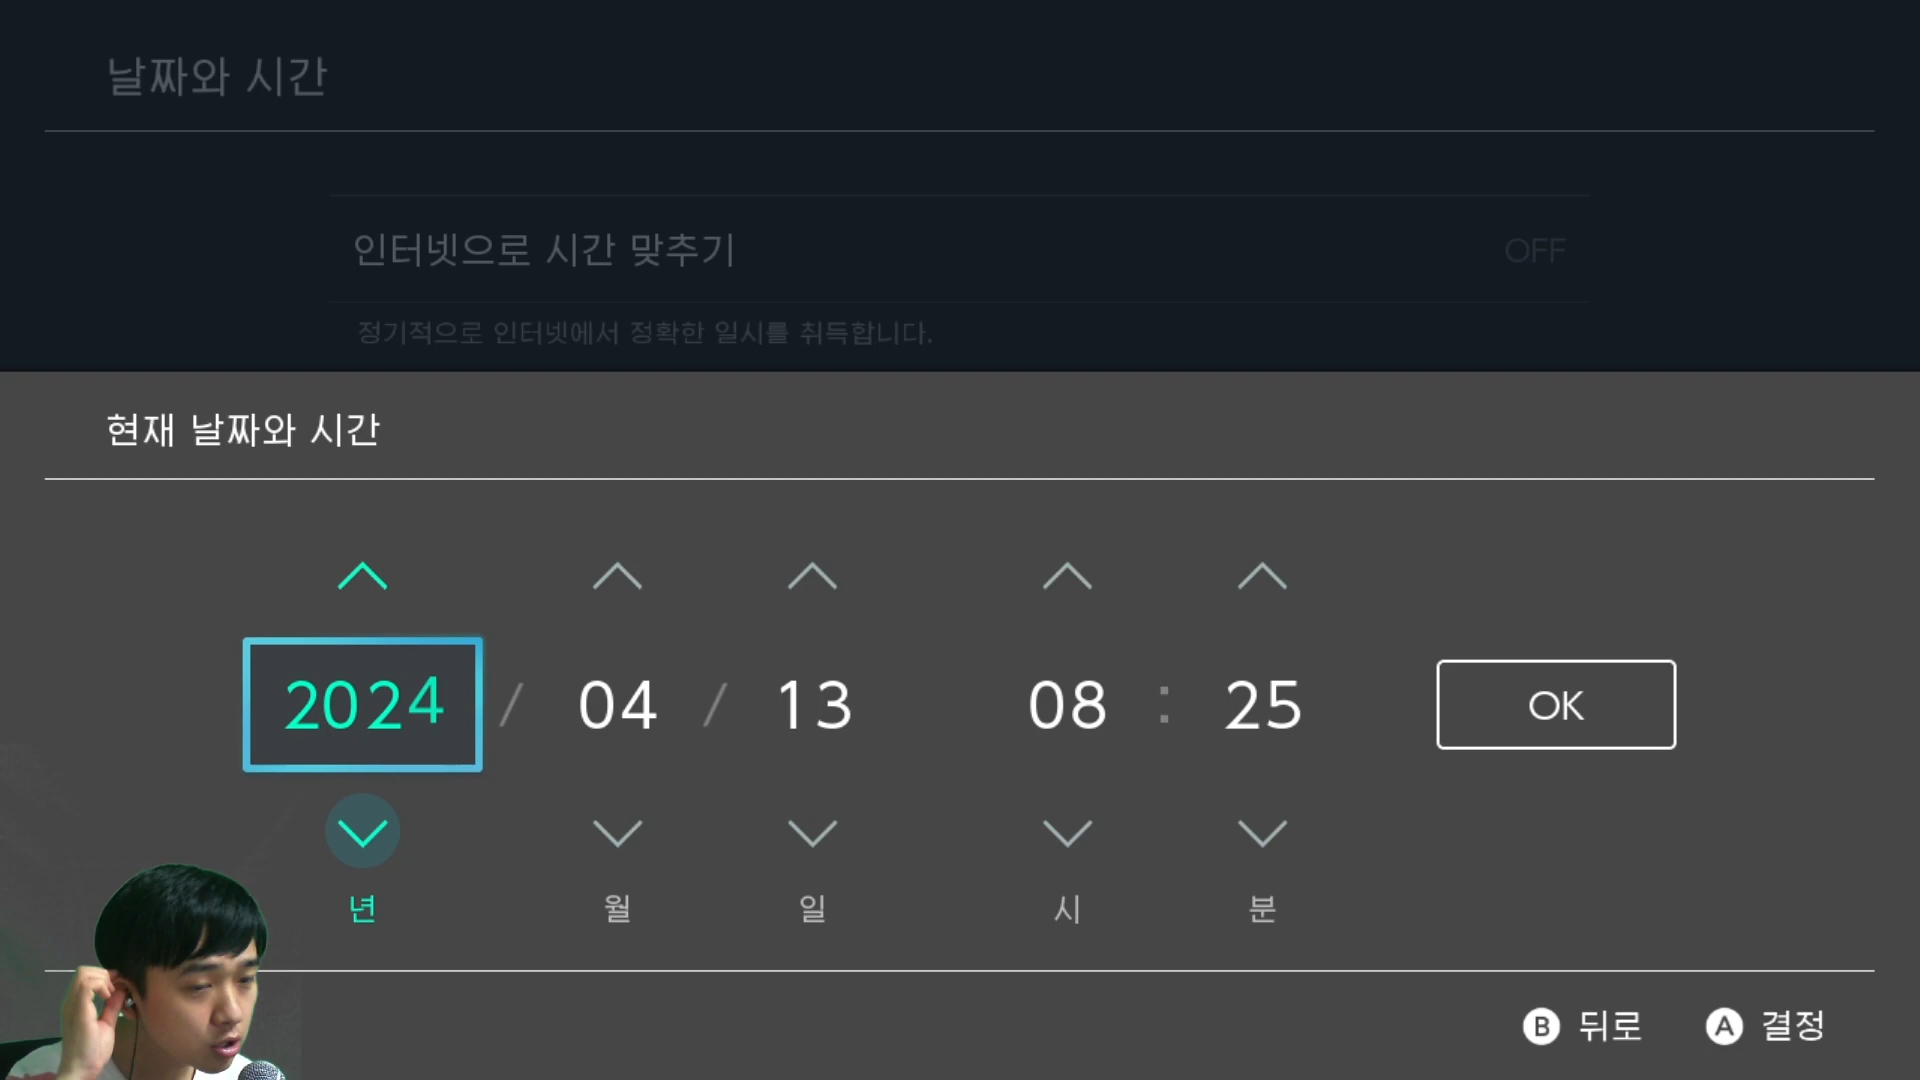 날짜와 시간
인터넷으로 시간 맞추기 OFF
정기적으로 인터넷에서 정확한 일시를 취득합니다.
현재 날짜와 시간
2024 / 04 / 13 08 : 25 OK
년 월 일 시 분
B 뒤로 A 결정